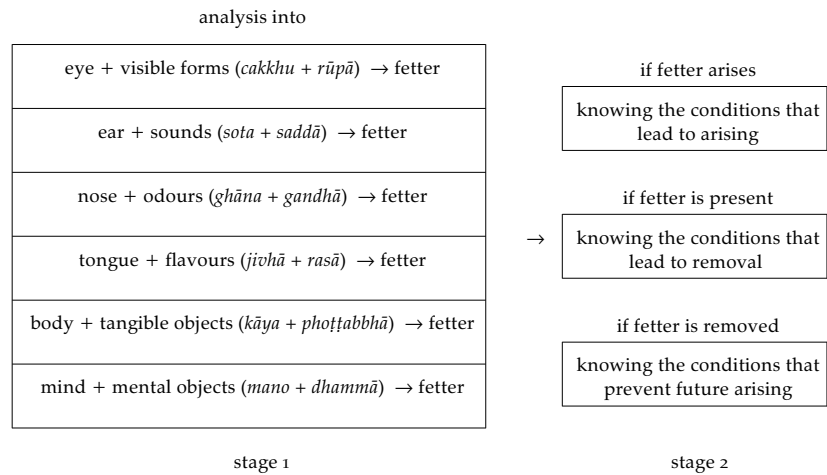 analysis into
eye + visible forms (cakkhu + rūpā) → fetter
ear + sounds (sota + saddā) → fetter
nose + odours (ghāna + gandhā) → fetter
tongue + flavours (jivhā + rasā) → fetter
body + tangible objects (kāya + phoṭṭabbhā) → fetter
mind + mental objects (mano + dhammā) → fetter
stage 1
→
if fetter arises
knowing the conditions that
lead to arising
if fetter is present
knowing the conditions that
lead to removal
if fetter is removed
knowing the conditions that
prevent future arising
stage 2